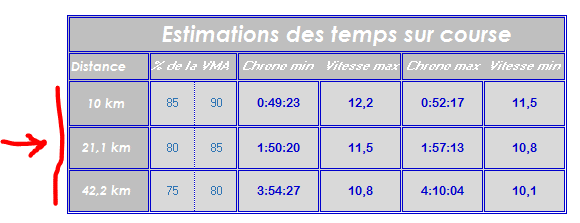 Estimations des temps sur course
Distance % de la VMA Chrono min Vitesse max Chrono max Vitesse min
10 km 85 90 0:49:23 12,2 0:52:17 11,5
21,1 km 80 85 1:50:20 11,5 1:57:13 10,8
42,2 km 75 80 3:54:27 10,8 4:10:04 10,1